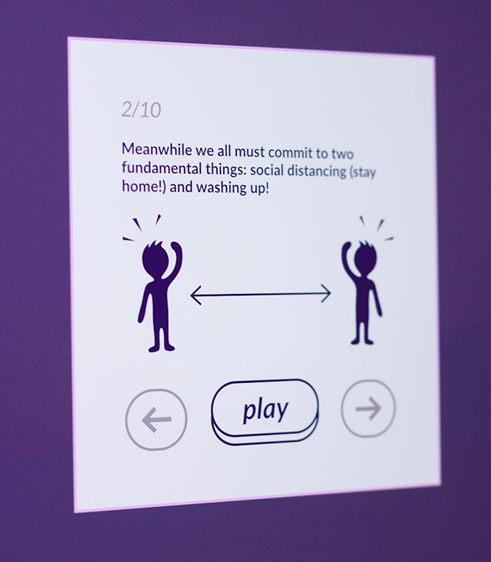 2/10
Meanwhile we all must commit to two
fundamental things: social distancing (stay
home!) and washing up!
play